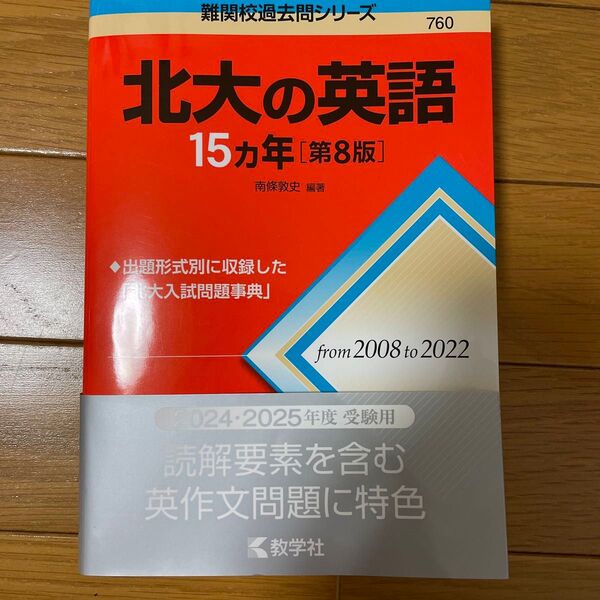 難関校過去問シリーズ
760
北大の英語
15ヵ年[第8版]
南條敦史 編著
◆出題形式別に収録した
「北大入試問題事典」
from 2008 to 2022
2024・2025年度 受験用
読解要素を含む
英作文問題に特色
教学社